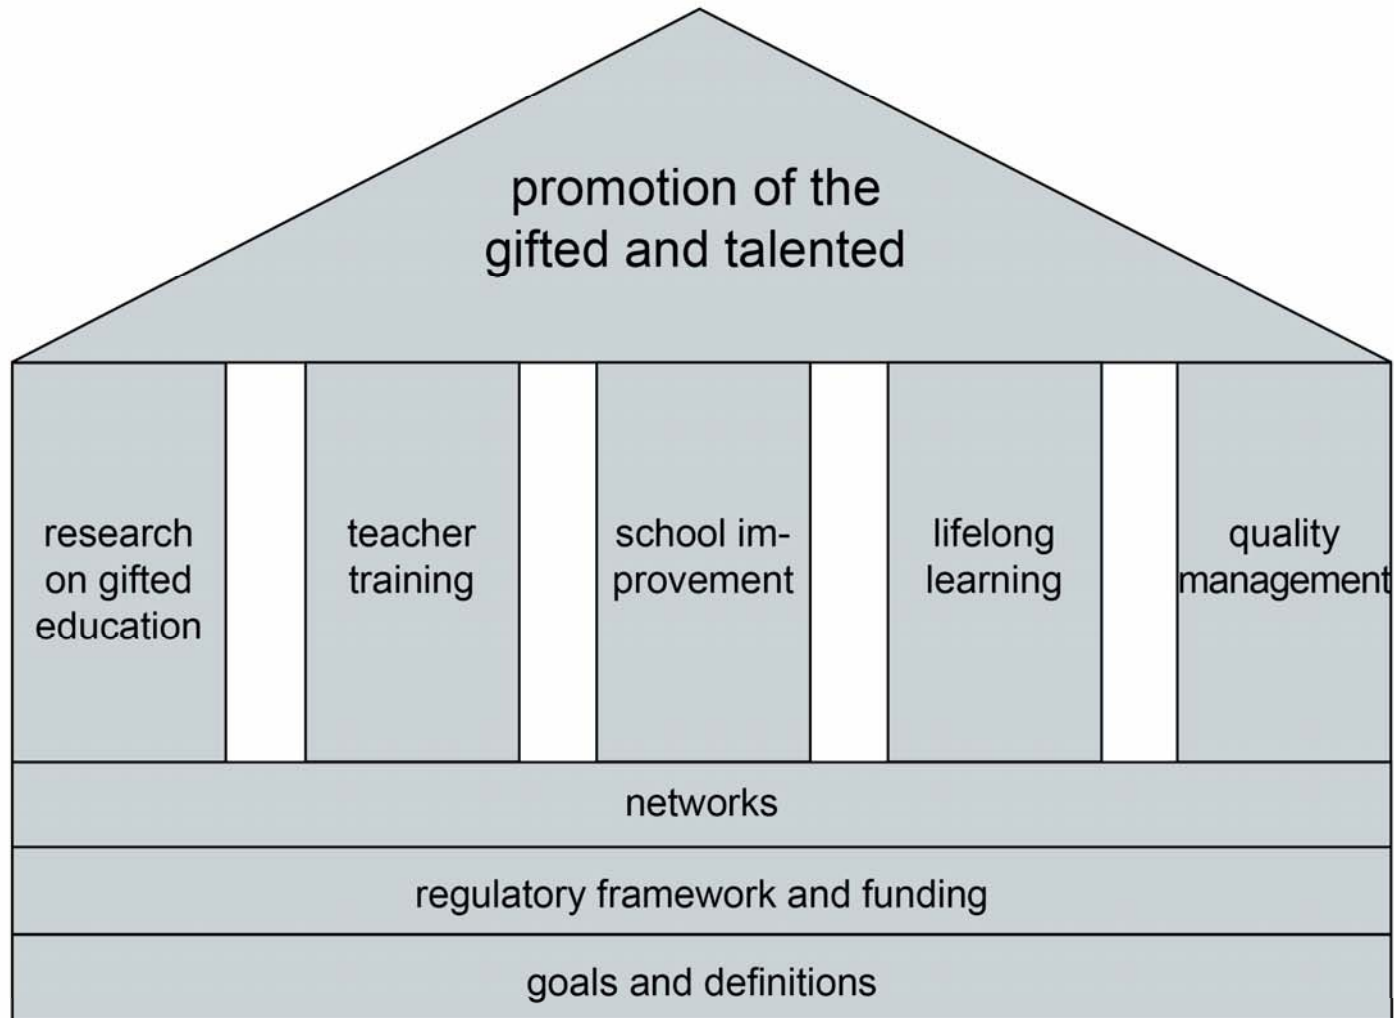 promotion of the
gifted and talented
research
on gifted
education
teacher
training
school im-
provement
lifelong
learning
quality
management
networks
regulatory framework and funding
goals and definitions